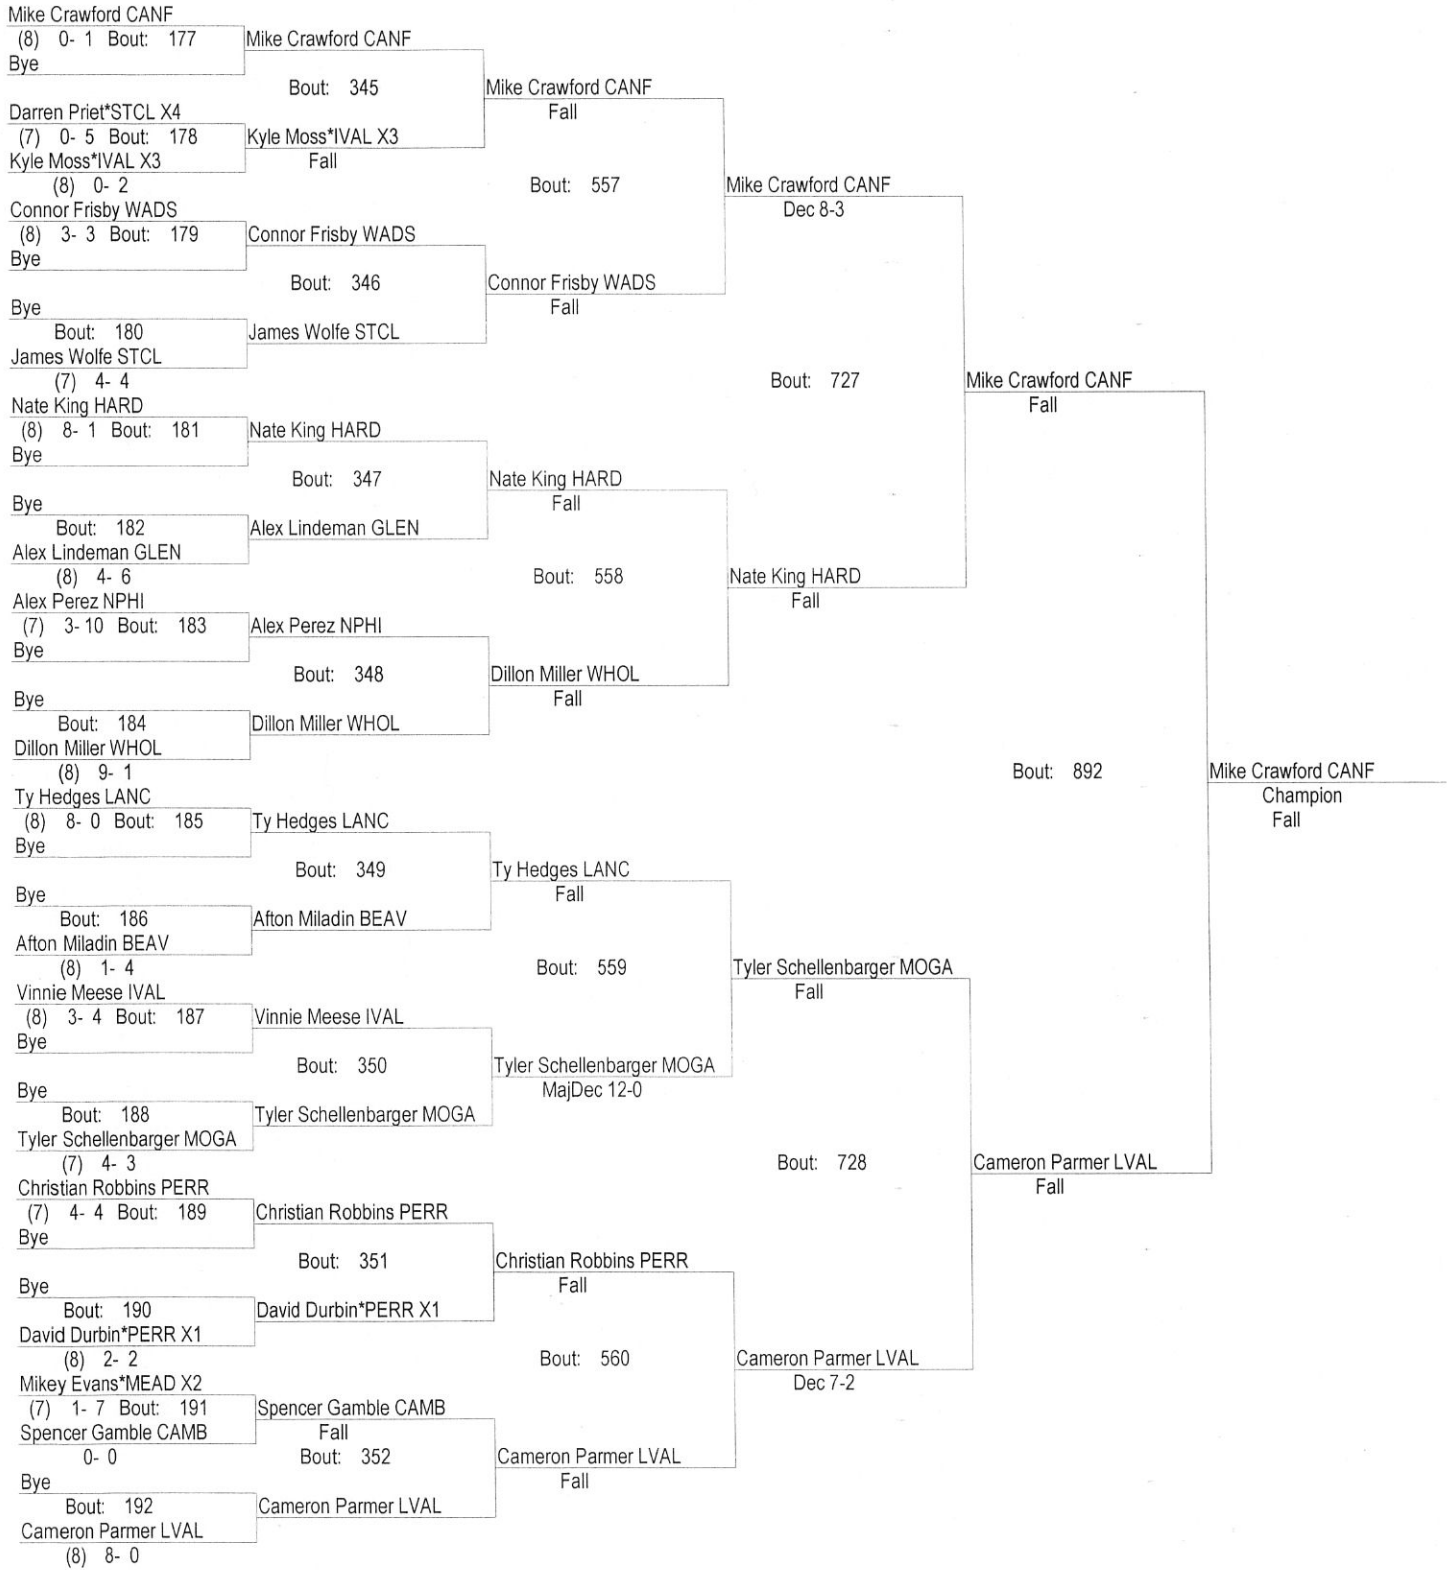 Mike Crawford CANF
(8) 0- 1 Bout: 177 Mike Crawford CANF
Bye
Bout: 345 Mike Crawford CANF
Darren Priet*STCL X4 Fall
(7) 0- 5 Bout: 178 Kyle Moss*IVAL X3
Kyle Moss*IVAL X3 Fall
(8) 0- 2 Bout: 557 Mike Crawford CANF
Connor Frisby WADS Dec 8-3
(8) 3- 3 Bout: 179 Connor Frisby WADS
Bye
Bout: 346 Connor Frisby WADS
Bye Fall
Bout: 180 James Wolfe STCL
James Wolfe STCL
(7) 4- 4 Bout: 727 Mike Crawford CANF
Nate King HARD Fall
(8) 8- 1 Bout: 181 Nate King HARD
Bye
Bout: 347 Nate King HARD
Bye Fall
Bout: 182 Alex Lindeman GLEN
Alex Lindeman GLEN
(8) 4- 6 Bout: 558 Nate King HARD
Alex Perez NPHI Fall
(7) 3- 10 Bout: 183 Alex Perez NPHI
Bye
Bout: 348 Dillon Miller WHOL
Bye Fall
Bout: 184 Dillon Miller WHOL
Dillon Miller WHOL
(8) 9- 1 Bout: 892 Mike Crawford CANF
Ty Hedges LANC Champion
(8) 8- 0 Bout: 185 Ty Hedges LANC Fall
Bye
Bout: 349 Ty Hedges LANC
Bye Fall
Bout: 186 Afton Miladin BEAV
Afton Miladin BEAV
(8) 1- 4 Bout: 559 Tyler Schellenbarger MOGA
Vinnie Meese IVAL Fall
(8) 3- 4 Bout: 187 Vinnie Meese IVAL
Bye
Bout: 350 Tyler Schellenbarger MOGA
Bye MajDec 12-0
Bout: 188 Tyler Schellenbarger MOGA
Tyler Schellenbarger MOGA
(7) 4- 3 Bout: 728 Cameron Parmer LVAL
Christian Robbins PERR Fall
(7) 4- 4 Bout: 189 Christian Robbins PERR
Bye
Bout: 351 Christian Robbins PERR
Bye Fall
Bout: 190 David Durbin*PERR X1
David Durbin*PERR X1
(8) 2- 2 Bout: 560 Cameron Parmer LVAL
Mikey Evans*MEAD X2 Dec 7-2
(7) 1- 7 Bout: 191 Spencer Gamble CAMB
Spencer Gamble CAMB Fall
0- 0 Bout: 352 Cameron Parmer LVAL
Bye Fall
Bout: 192 Cameron Parmer LVAL
Cameron Parmer LVAL
(8) 8- 0